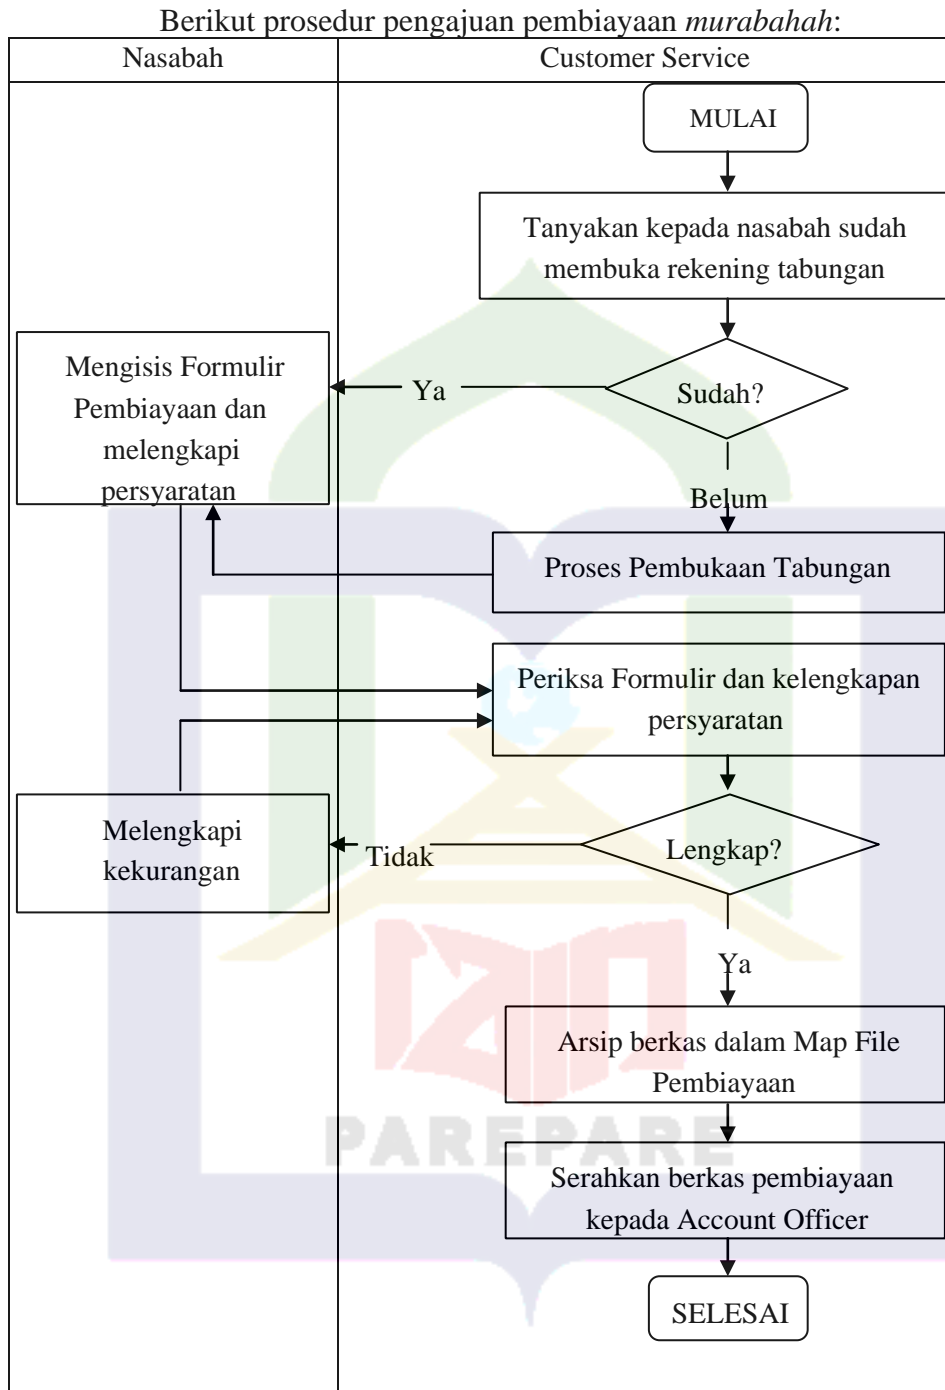 Berikut prosedur pengajuan pembiayaan murabahah:
Nasabah
Customer Service
MULAI
Tanyakan kepada nasabah sudah
membuka rekening tabungan
Sudah?
Ya
Mengisis Formulir
Pembiayaan dan
melengkapi
persyaratan
Belum
Proses Pembukaan Tabungan
Periksa Formulir dan kelengkapan
persyaratan
Lengkap?
Tidak
Melengkapi
kekurangan
Ya
Arsip berkas dalam Map File
Pembiayaan
PAREPARE
Serahkan berkas pembiayaan
kepada Account Officer
SELESAI